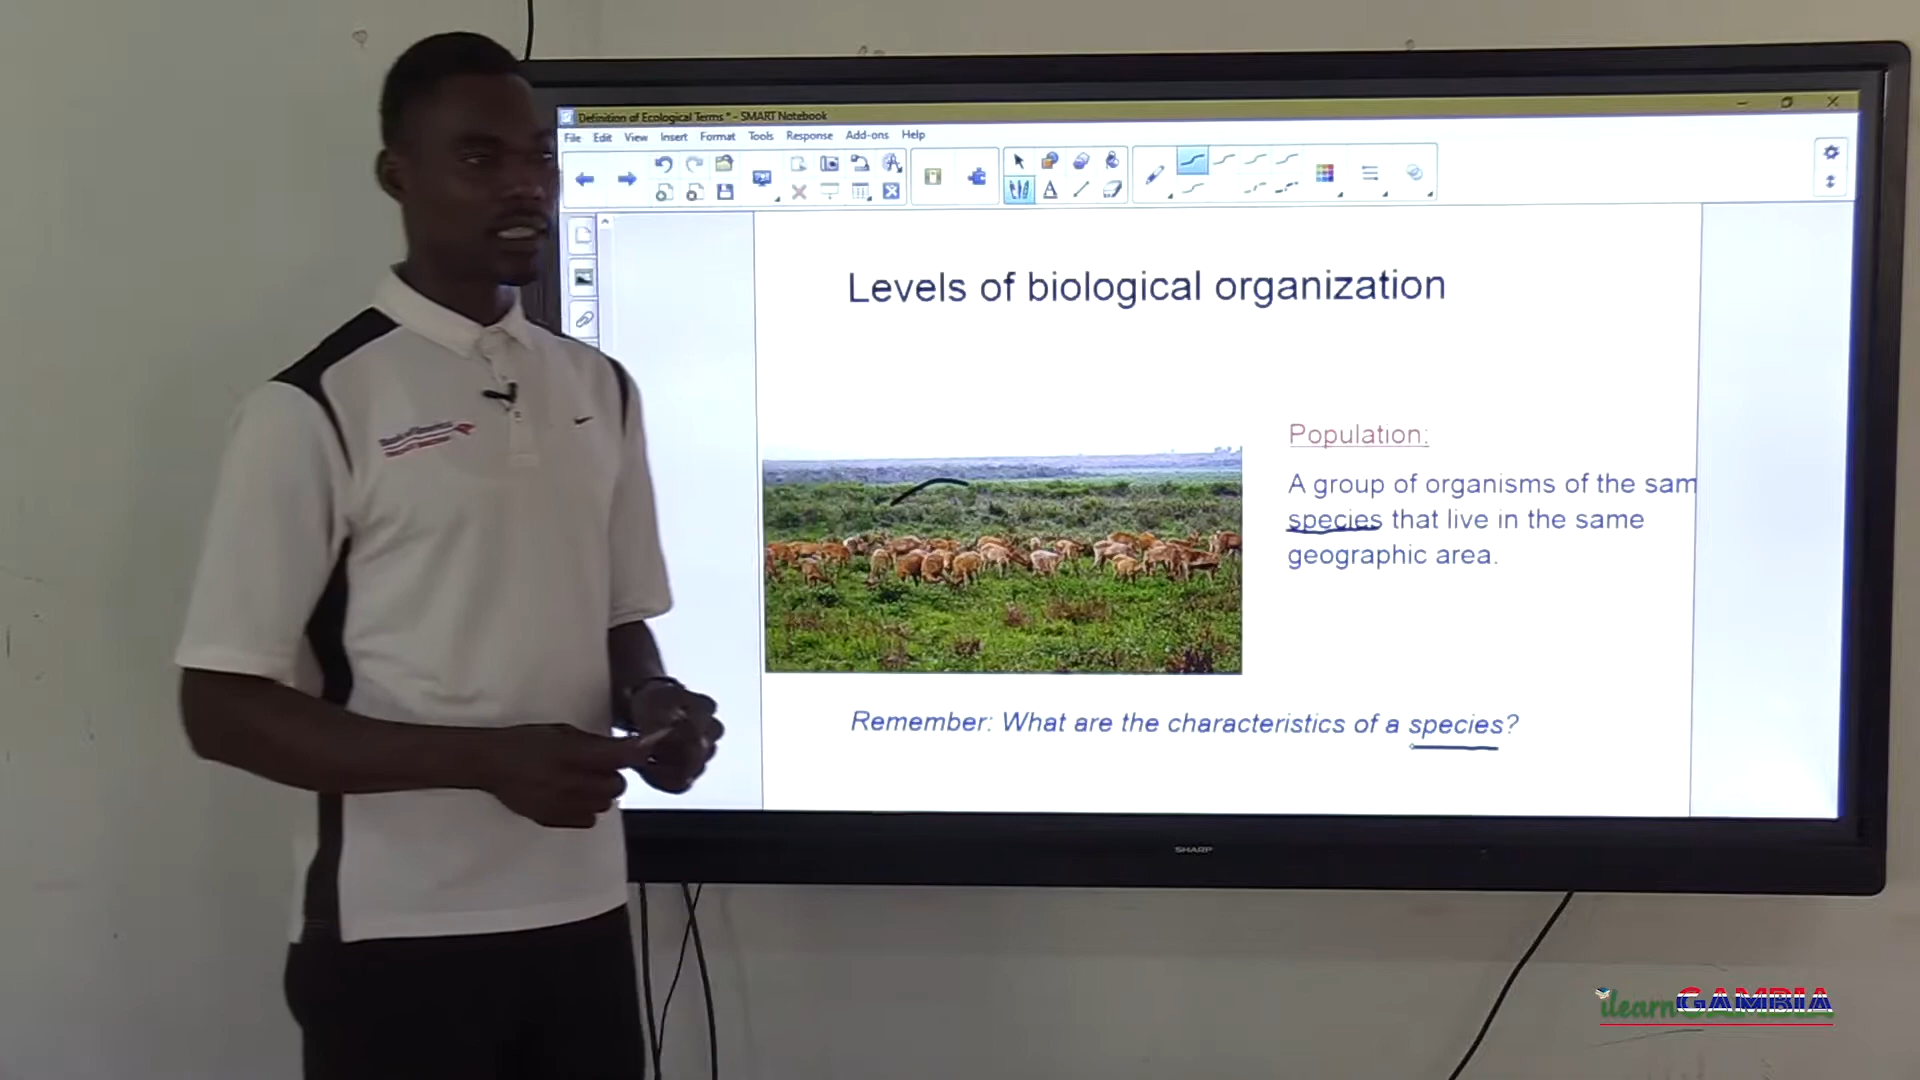 Definition of Ecological Terms * - SMART Notebook
File Edit View Insert Format Tools Response Add-ons Help
Levels of biological organization
Population:
A group of organisms of the sam
species that live in the same
geographic area.
Remember: What are the characteristics of a species?
SHARP
ilearnGAMBIA